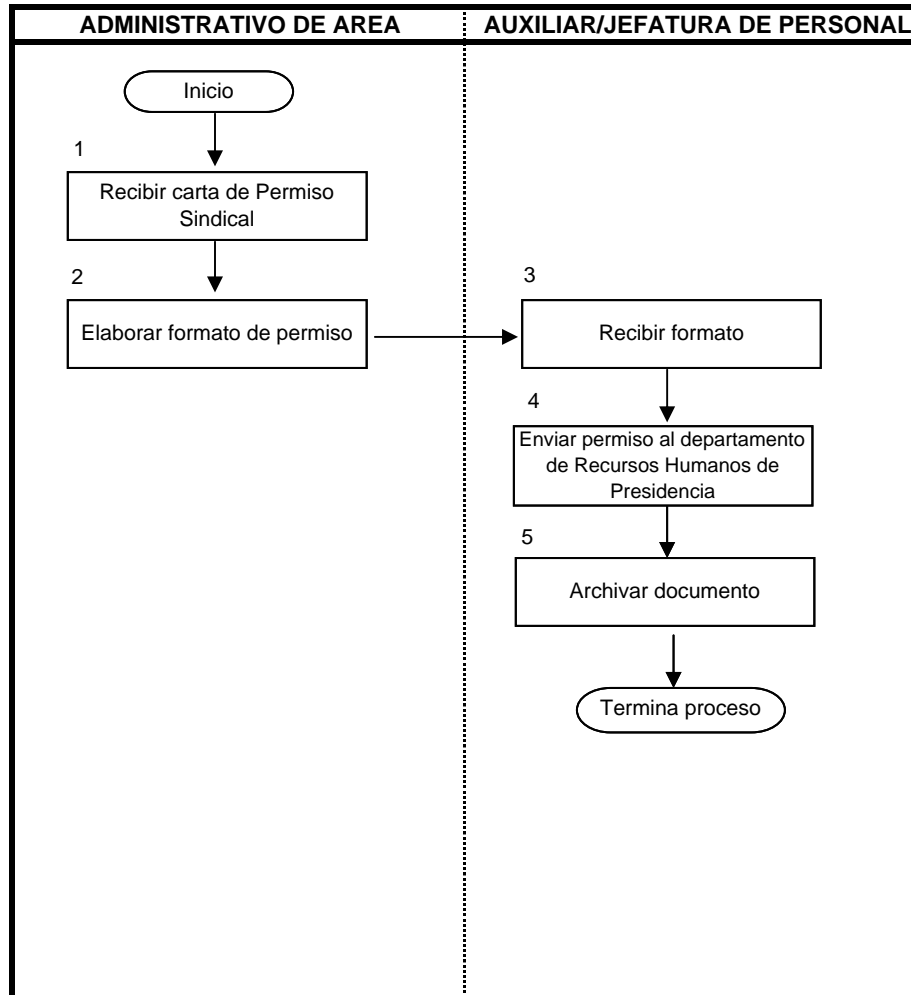 ADMINISTRATIVO DE AREA
AUXILIAR/JEFATURA DE PERSONAL
Inicio
1
Recibir carta de Permiso
Sindical
2
Elaborar formato de permiso
3
Recibir formato
4
Enviar permiso al departamento
de Recursos Humanos de
Presidencia
5
Archivar documento
Termina proceso